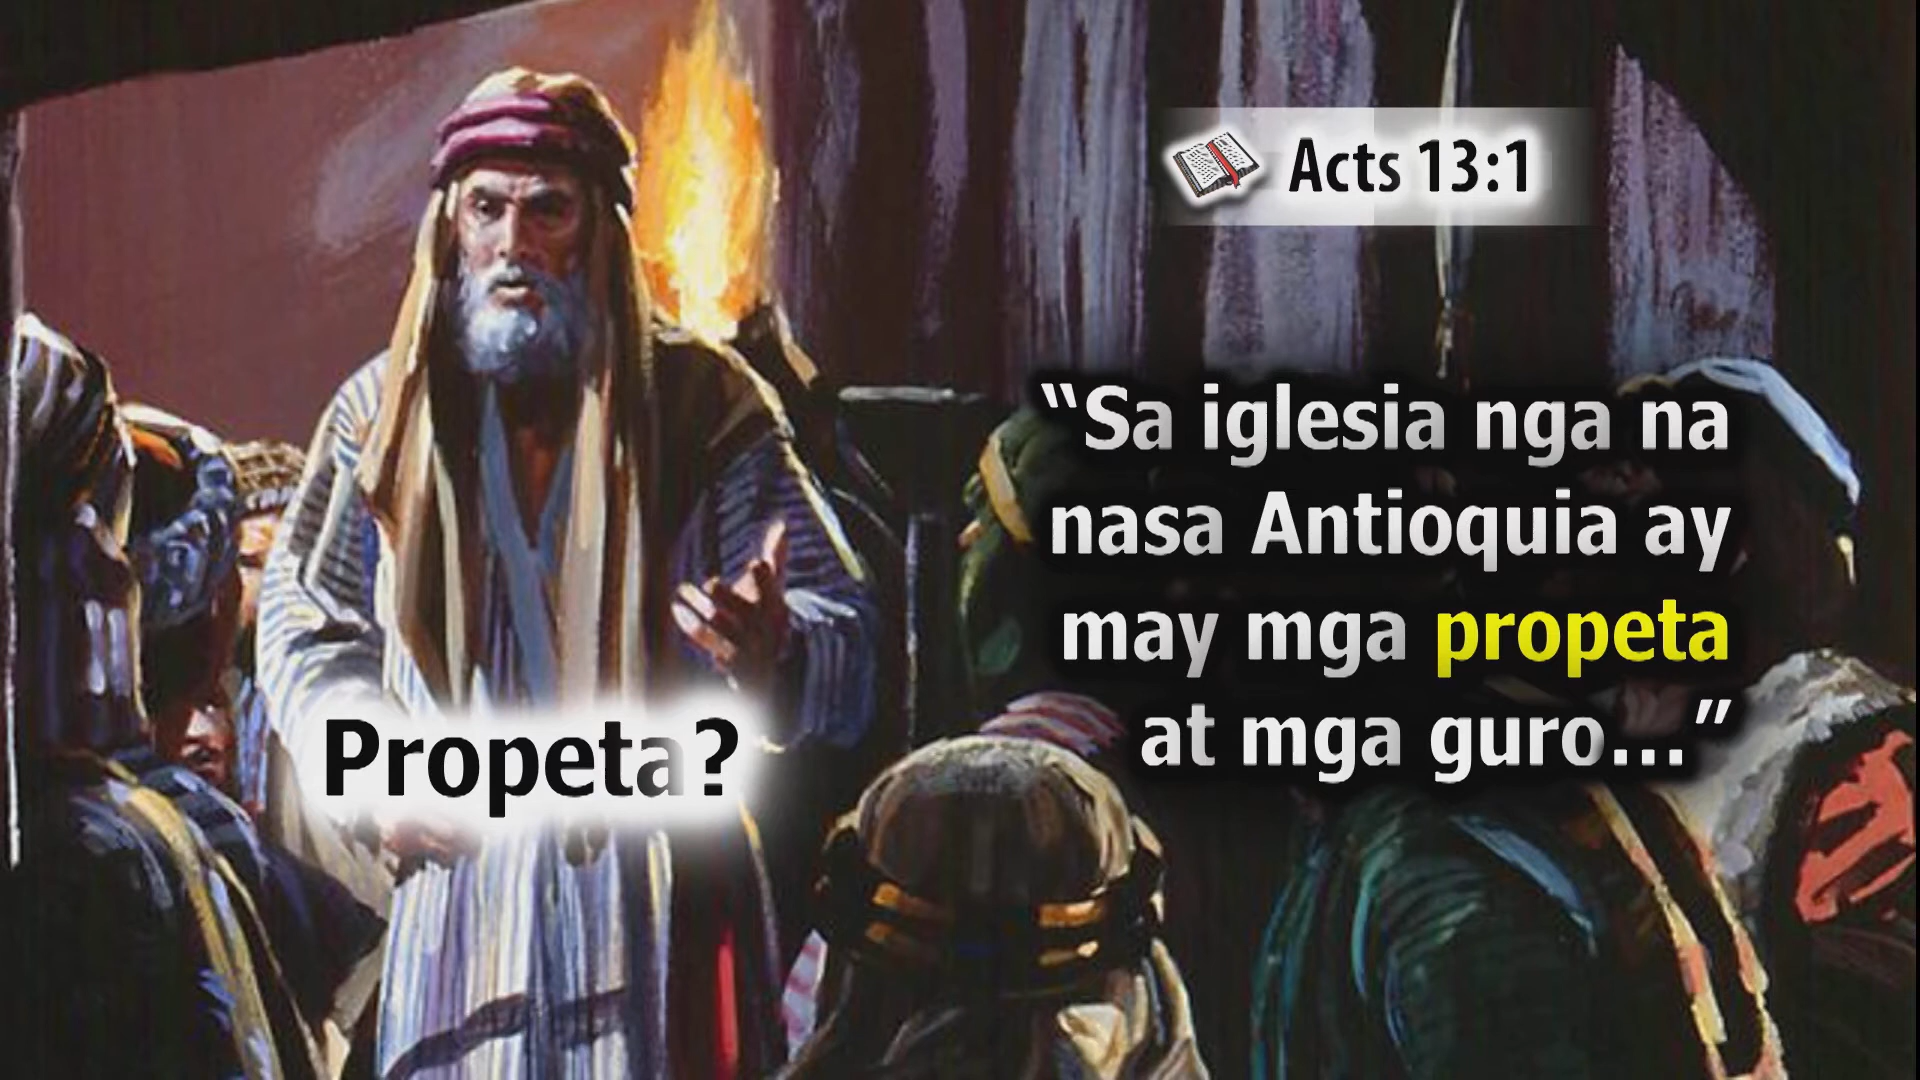 Acts 13:1
“Sa iglesia nga na
nasa Antioquia ay
may mga propeta
at mga guro...”
Propeta?